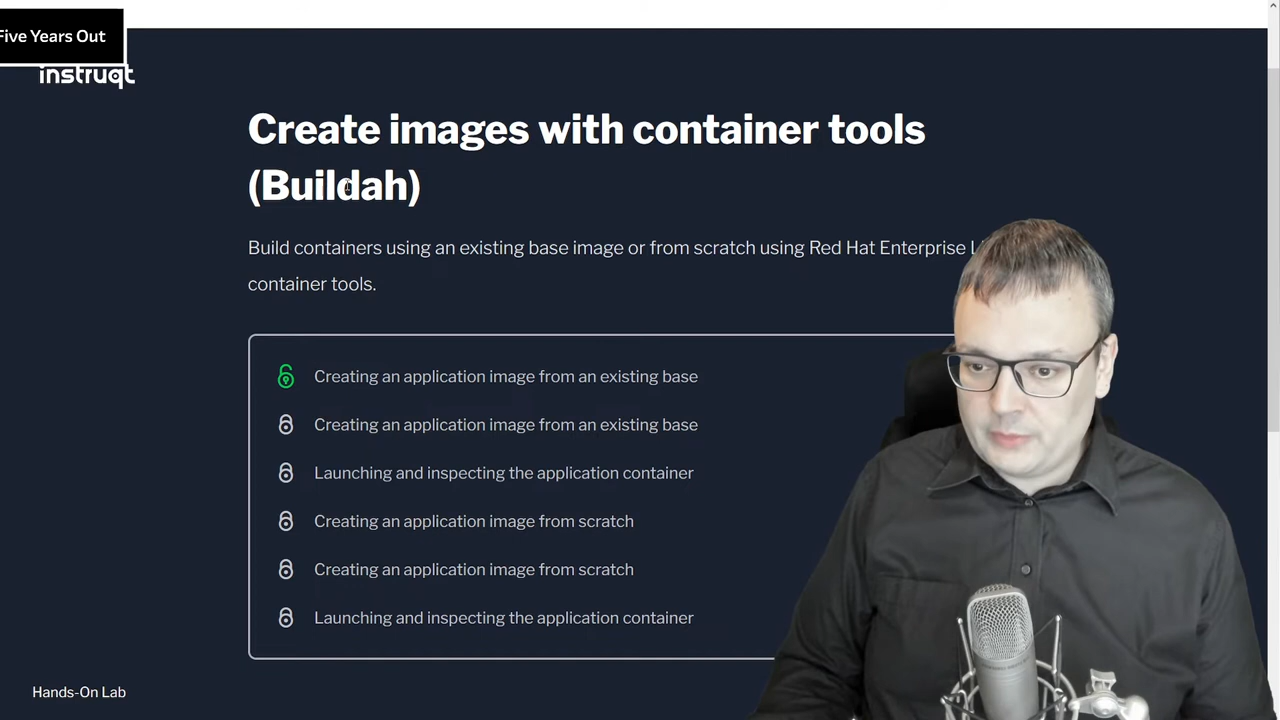 Five Years Out
instruqt
Create images with container tools
(Buildah)
Build containers using an existing base image or from scratch using Red Hat Enterprise
container tools.
Creating an application image from an existing base
Creating an application image from an existing base
Launching and inspecting the application container
Creating an application image from scratch
Creating an application image from scratch
Launching and inspecting the application container
Hands-On Lab